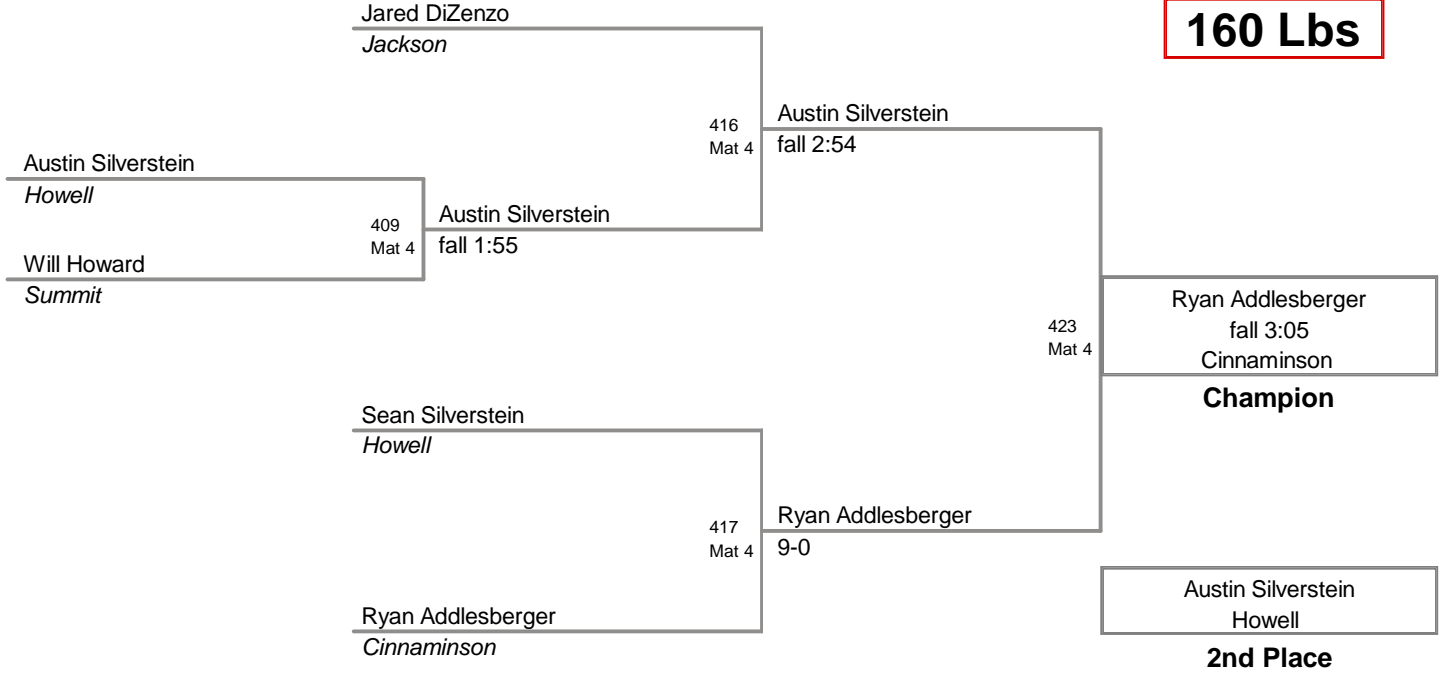 160 Lbs
Jared DiZenzo
Jackson
Austin Silverstein
Howell
Will Howard
Summit
409
Mat 4
Austin Silverstein
fall 1:55
416
Mat 4
Austin Silverstein
fall 2:54
Sean Silverstein
Howell
Ryan Addlesberger
Cinnaminson
417
Mat 4
Ryan Addlesberger
9-0
423
Mat 4
Ryan Addlesberger
fall 3:05
Cinnaminson
Champion
Austin Silverstein
Howell
2nd Place